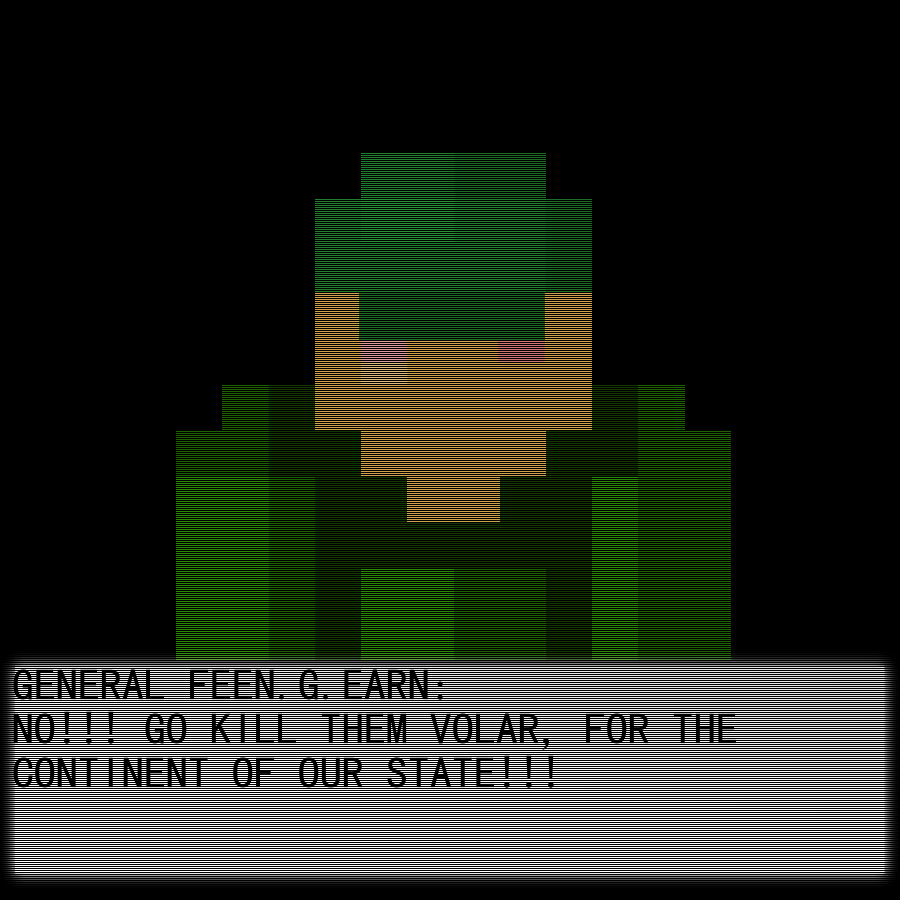 GENERAL FEEN.G.EARN:
NO!!! GO KILL THEM VOLAR, FOR THE
CONTINENT OF OUR STATE!!!